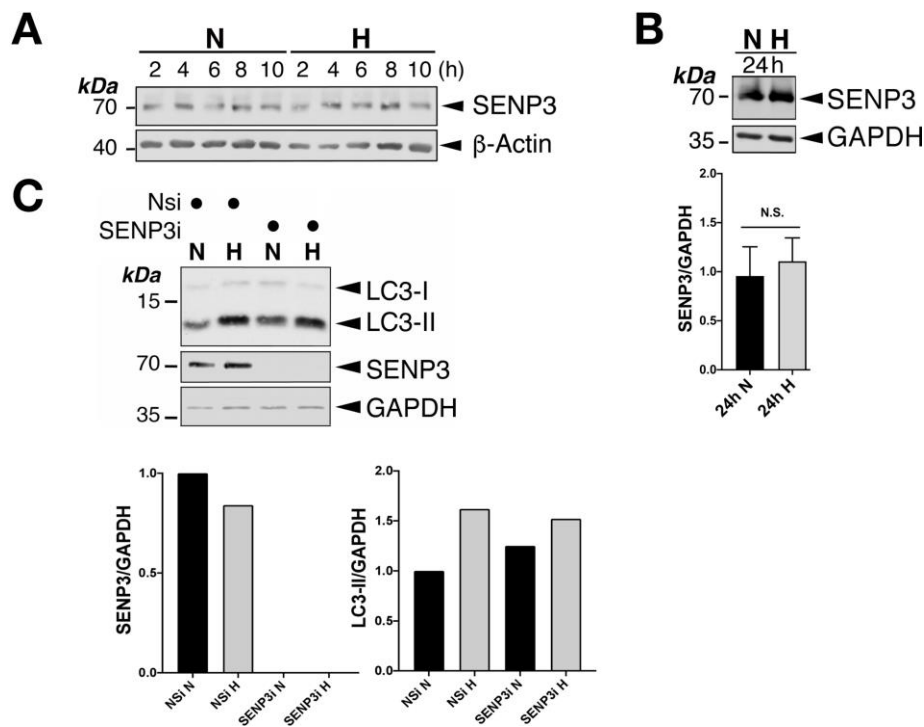 A
N H
2 4 6 8 10 2 4 6 8 10 (h)
kDa
70
SENP3
40
β-Actin
B
N H
24h
kDa
70
SENP3
35
GAPDH
2.0
1.5
1.0
0.5
0.0
SENP3/GAPDH
N.S.
24h N
24h H
C
Nsi
SENP3i
N H N H
kDa
LC3-I
15
LC3-II
70
SENP3
35
GAPDH
1.0
0.5
0.0
SENP3/GAPDH
NSi N
NSi H
SENP3i N
SENP3i H
2.0
1.5
1.0
0.5
0.0
LC3-II/GAPDH
NSi N
NSi H
SENP3i N
SENP3i H